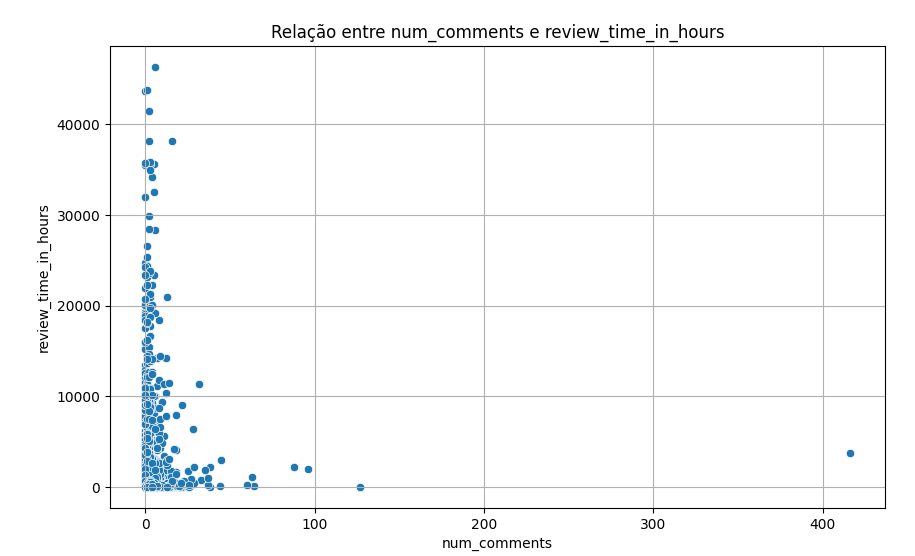 Relação entre num_comments e review_time_in_hours
review_time_in_hours
40000
30000
20000
10000
0
0 100 200 300 400
num_comments